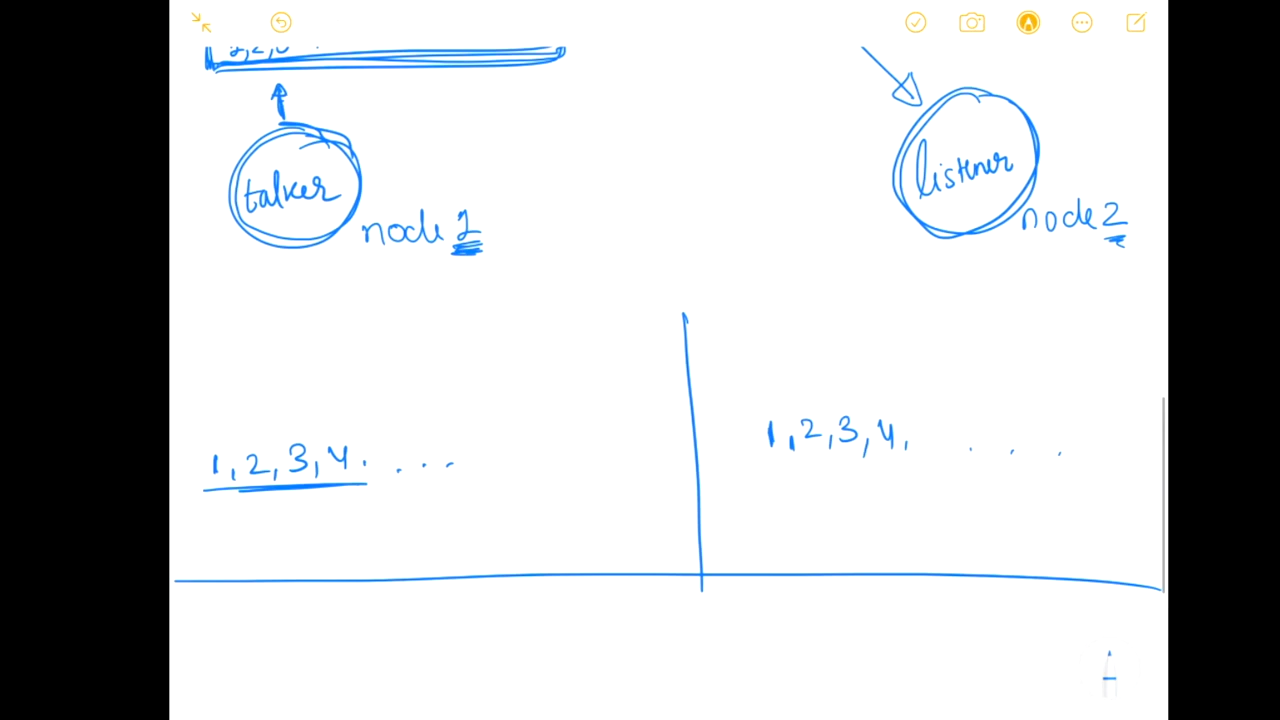 talker
listener
node 1
node 2
1, 2, 3, 4. ...
1, 2, 3, 4, . . .